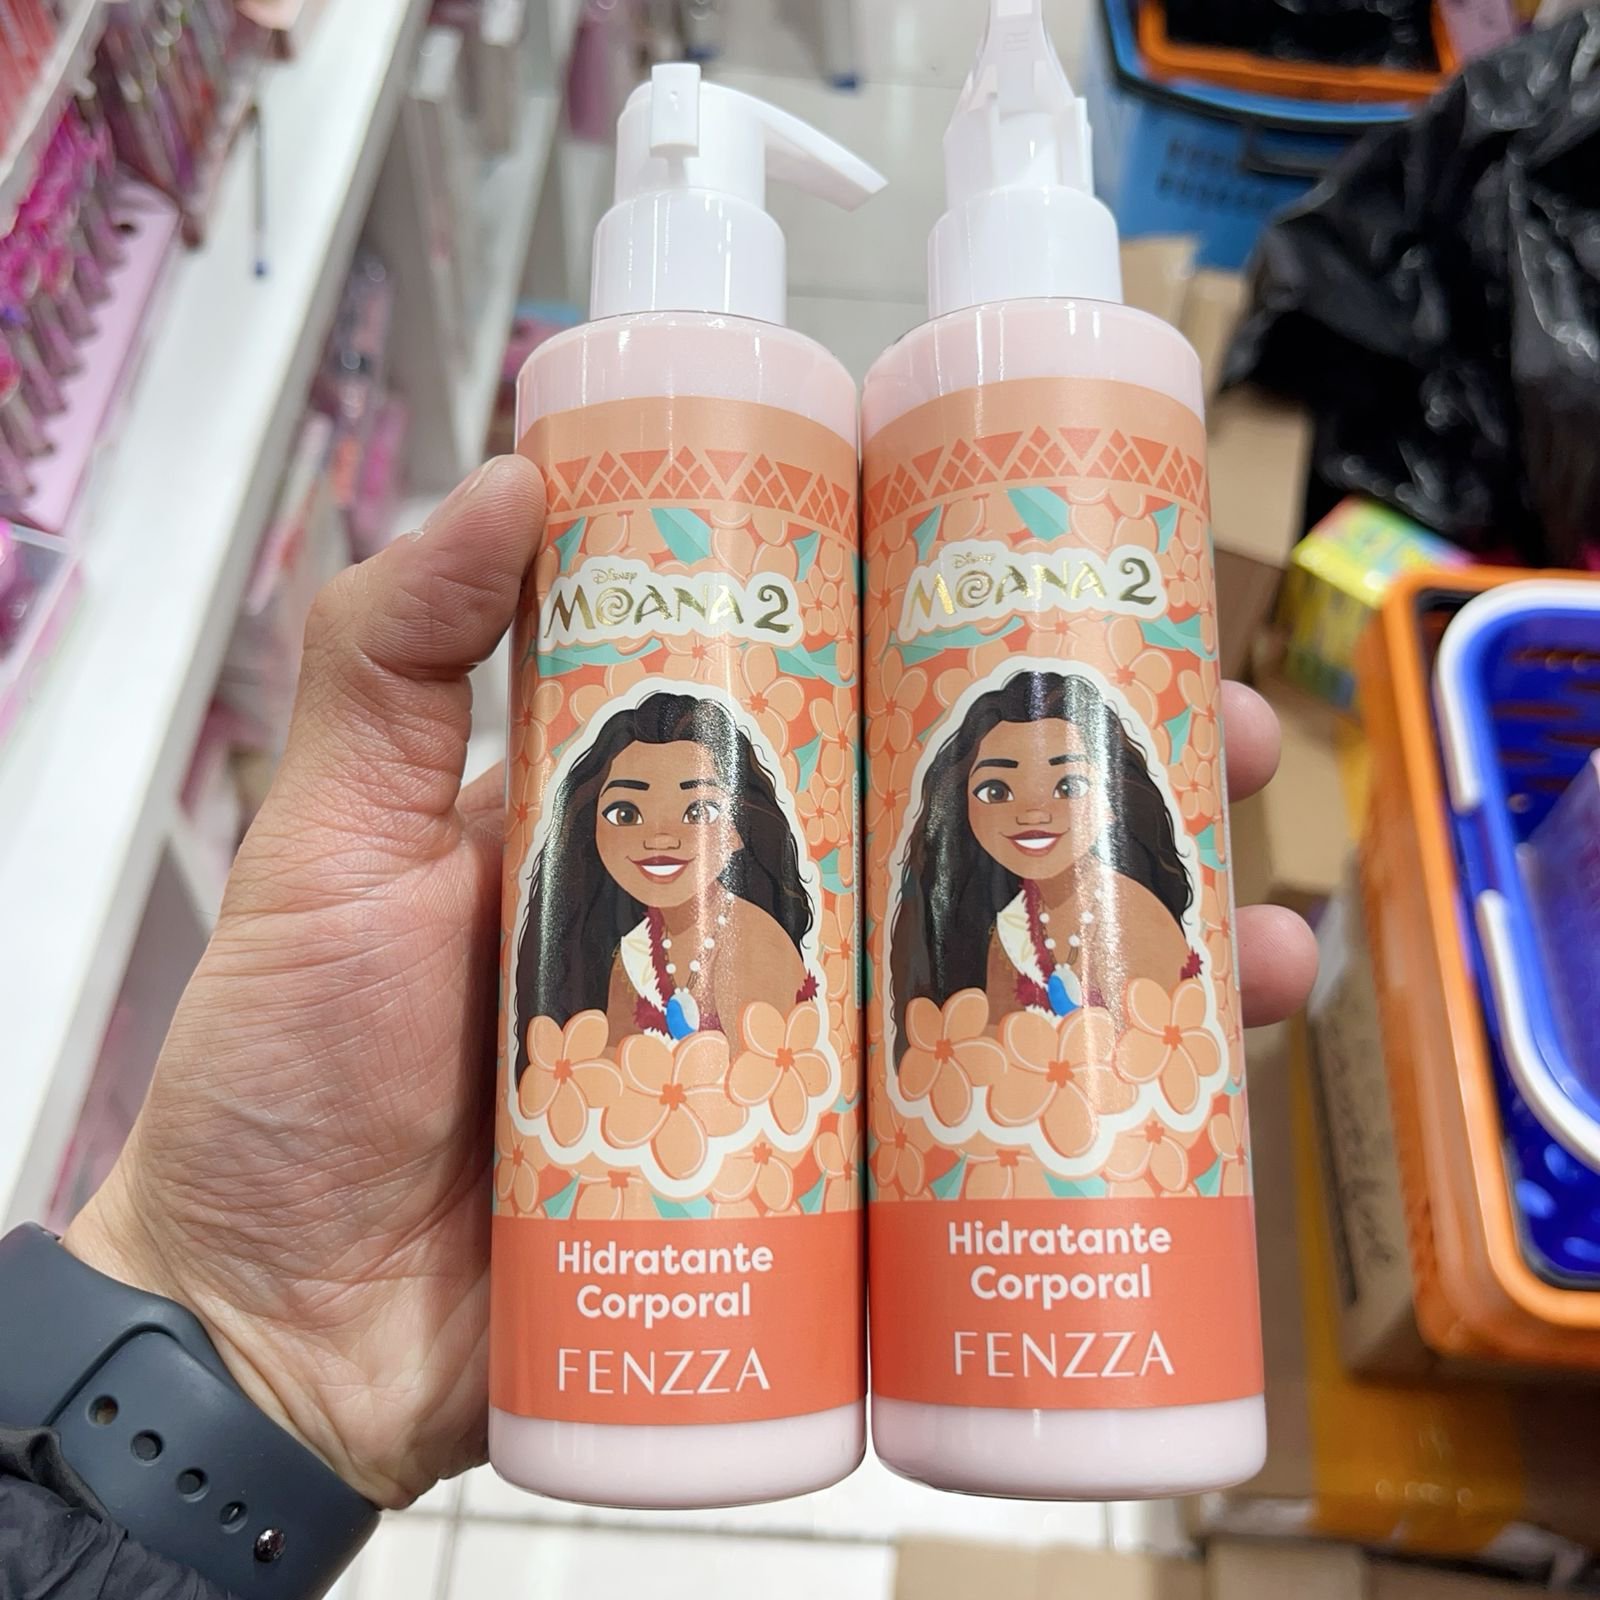 Disney
MOANA 2
Hidratante
Corporal
FENZZA
Disney
MOANA 2
Hidratante
Corporal
FENZZA